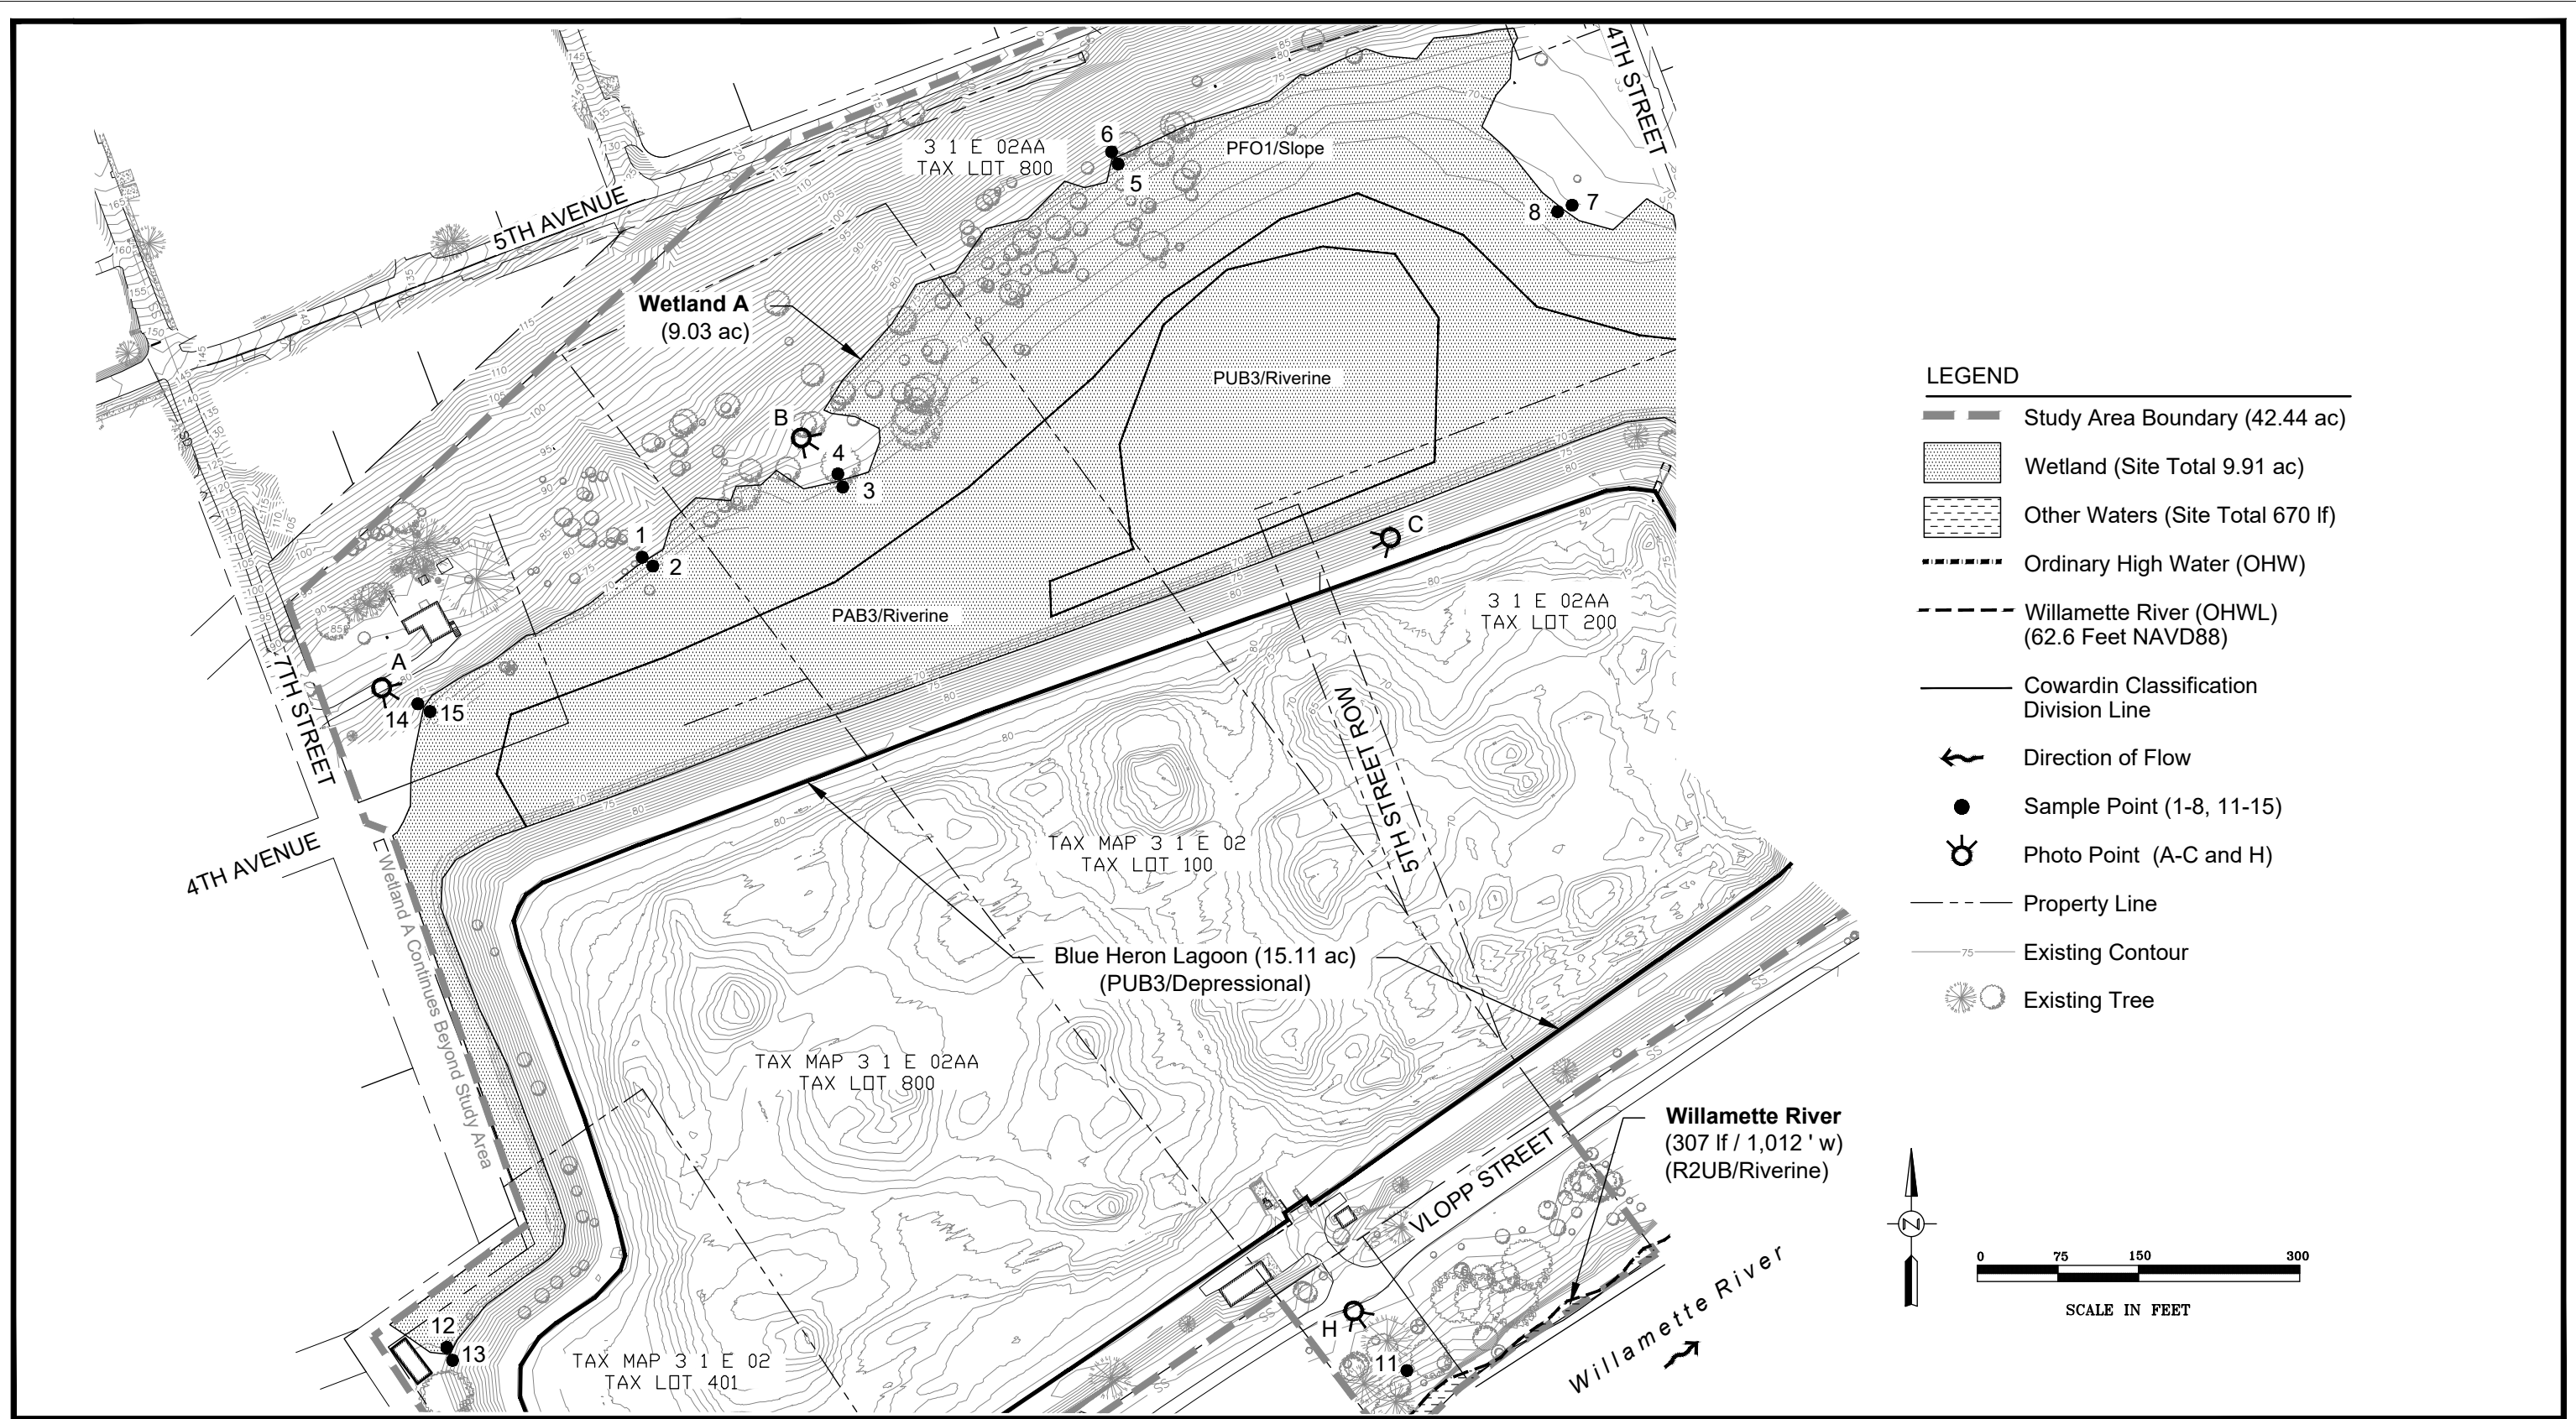 5TH AVENUE
4TH STREET
3 1 E 02AA
TAX LOT 800
6
5
PFO1/Slope
8
7
Wetland A
(9.03 ac)
PUB3/Riverine
B
4
3
1
2
C
PAB3/Riverine
3 1 E 02AA
TAX LOT 200
A
14
15
7TH STREET
4TH AVENUE
5TH STREET ROW
TAX MAP 3 1 E 02
TAX LOT 100
Wetland A Continues Beyond Study Area
Blue Heron Lagoon (15.11 ac)
(PUB3/Depressional)
TAX MAP 3 1 E 02AA
TAX LOT 800
VLOPP STREET
Willamette River
(307 lf / 1,012 ' w)
(R2UB/Riverine)
H
11
Willamette River
12
13
TAX MAP 3 1 E 02
TAX LOT 401
LEGEND
Study Area Boundary (42.44 ac)
Wetland (Site Total 9.91 ac)
Other Waters (Site Total 670 lf)
Ordinary High Water (OHW)
Willamette River (OHWL)
(62.6 Feet NAVD88)
Cowardin Classification
Division Line
Direction of Flow
Sample Point (1-8, 11-15)
Photo Point (A-C and H)
Property Line
75
Existing Contour
Existing Tree
N
0 75 150 300
SCALE IN FEET